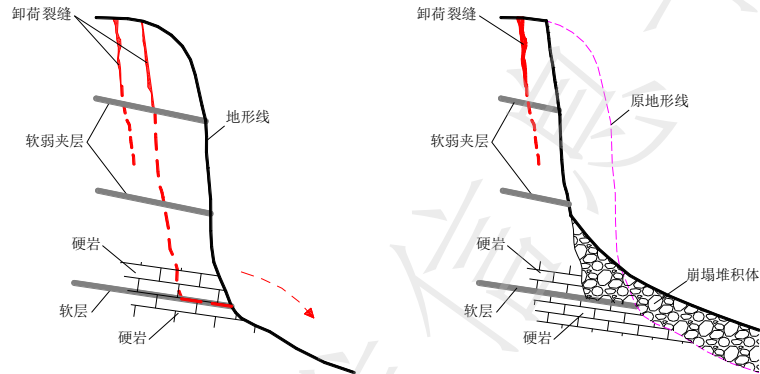 卸荷裂缝
地形线
软弱夹层
硬岩
软层
硬岩
卸荷裂缝
原地形线
软弱夹层
硬岩
崩塌堆积体
软层
硬岩